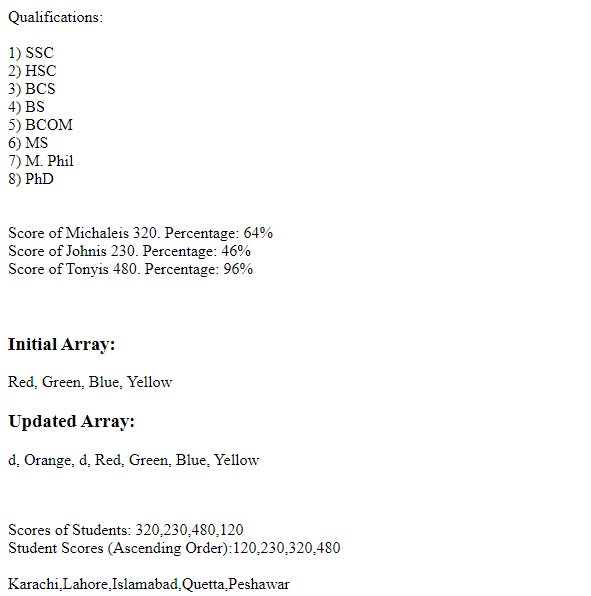 Qualifications:
1) SSC
2) HSC
3) BCS
4) BS
5) BCOM
6) MS
7) M. Phil
8) PhD
Score of Michaleis 320. Percentage: 64%
Score of Johnis 230. Percentage: 46%
Score of Tonyis 480. Percentage: 96%
Initial Array:
Red, Green, Blue, Yellow
Updated Array:
d, Orange, d, Red, Green, Blue, Yellow
Scores of Students: 320,230,480,120
Student Scores (Ascending Order):120,230,320,480
Karachi,Lahore,Islamabad,Quetta,Peshawar